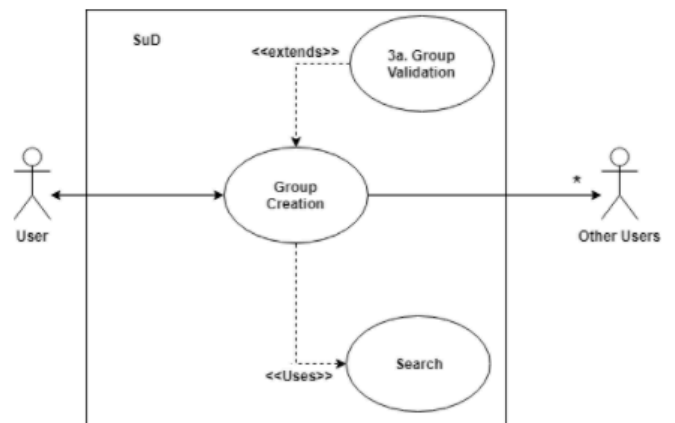 SuD
<<extends>>
3a. Group
Validation
Group
Creation
*
User
Other Users
Search
<<Uses>>